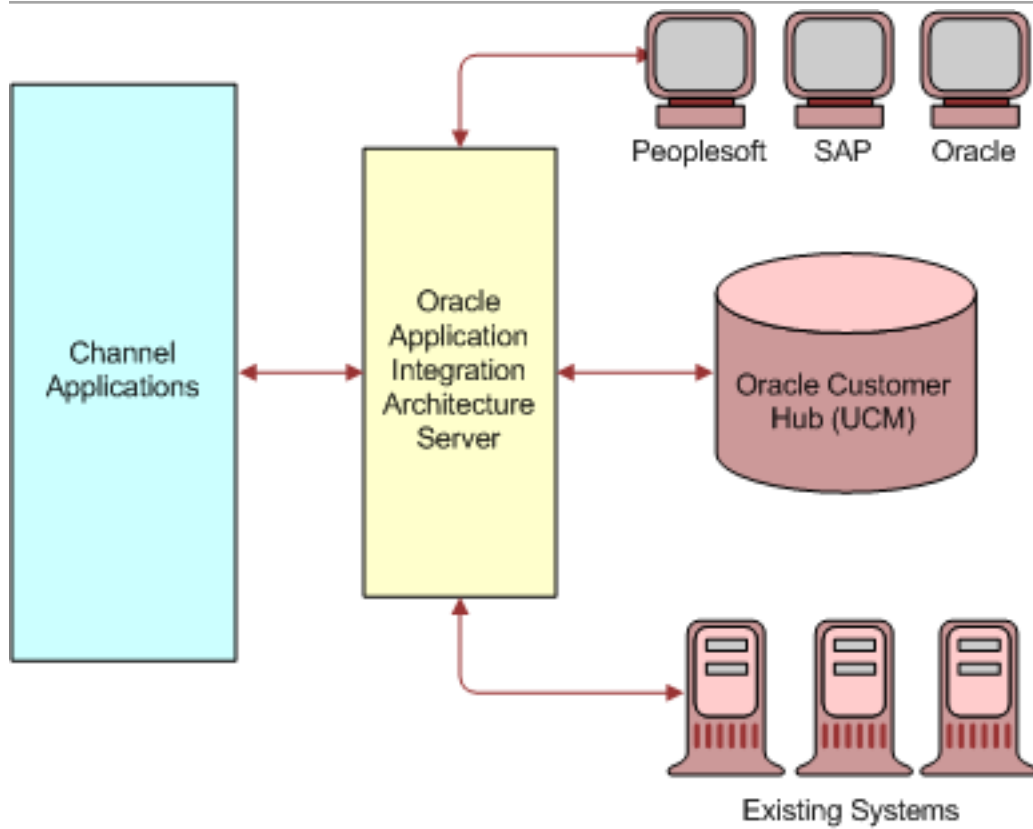 Peoplesoft SAP Oracle
Channel
Applications
Oracle
Application
Integration
Architecture
Server
Oracle Customer
Hub (UCM)
Existing Systems